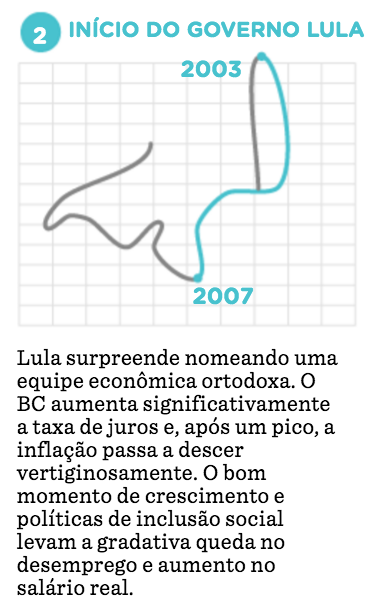 2 INÍCIO DO GOVERNO LULA
2003
2007
Lula surpreende nomeando uma
equipe econômica ortodoxa. O
BC aumenta significativamente
a taxa de juros e, após um pico, a
inflação passa a descer
vertiginosamente. O bom
momento de crescimento e
políticas de inclusão social
levam a gradativa queda no
desemprego e aumento no
salário real.